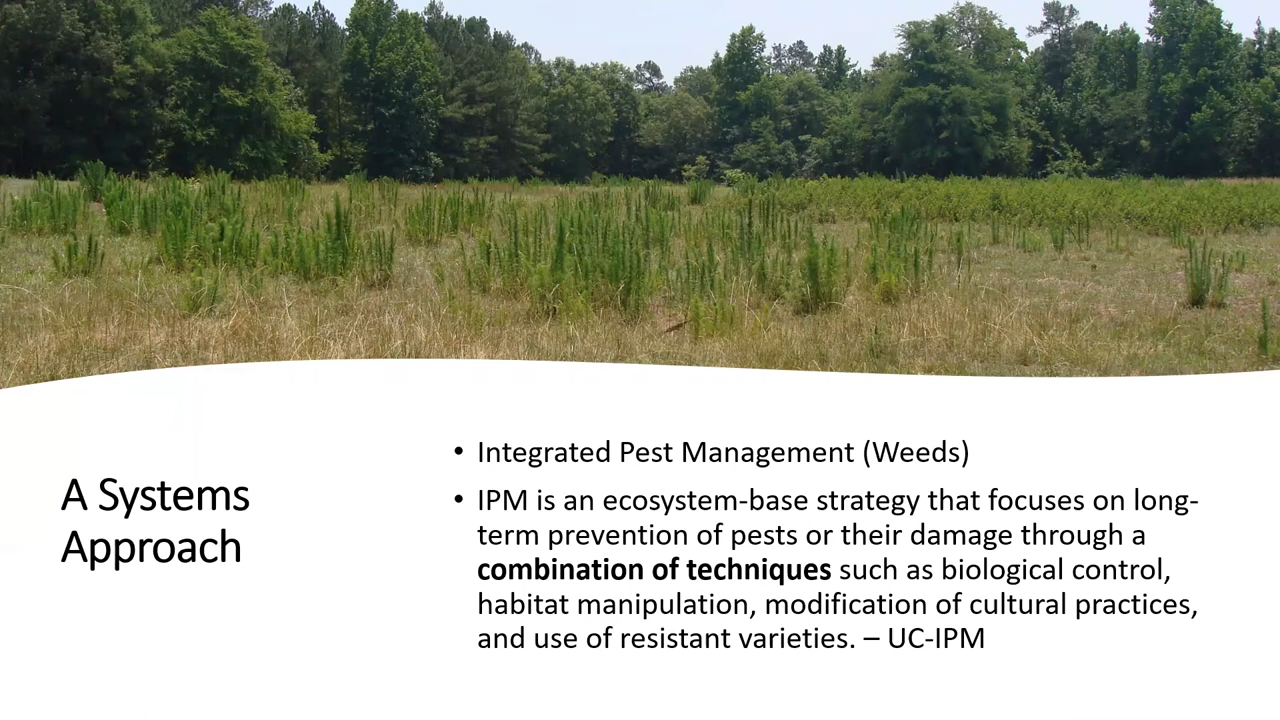 A Systems
Approach
• Integrated Pest Management (Weeds)
• IPM is an ecosystem-base strategy that focuses on long-
term prevention of pests or their damage through a
combination of techniques such as biological control,
habitat manipulation, modification of cultural practices,
and use of resistant varieties. – UC-IPM